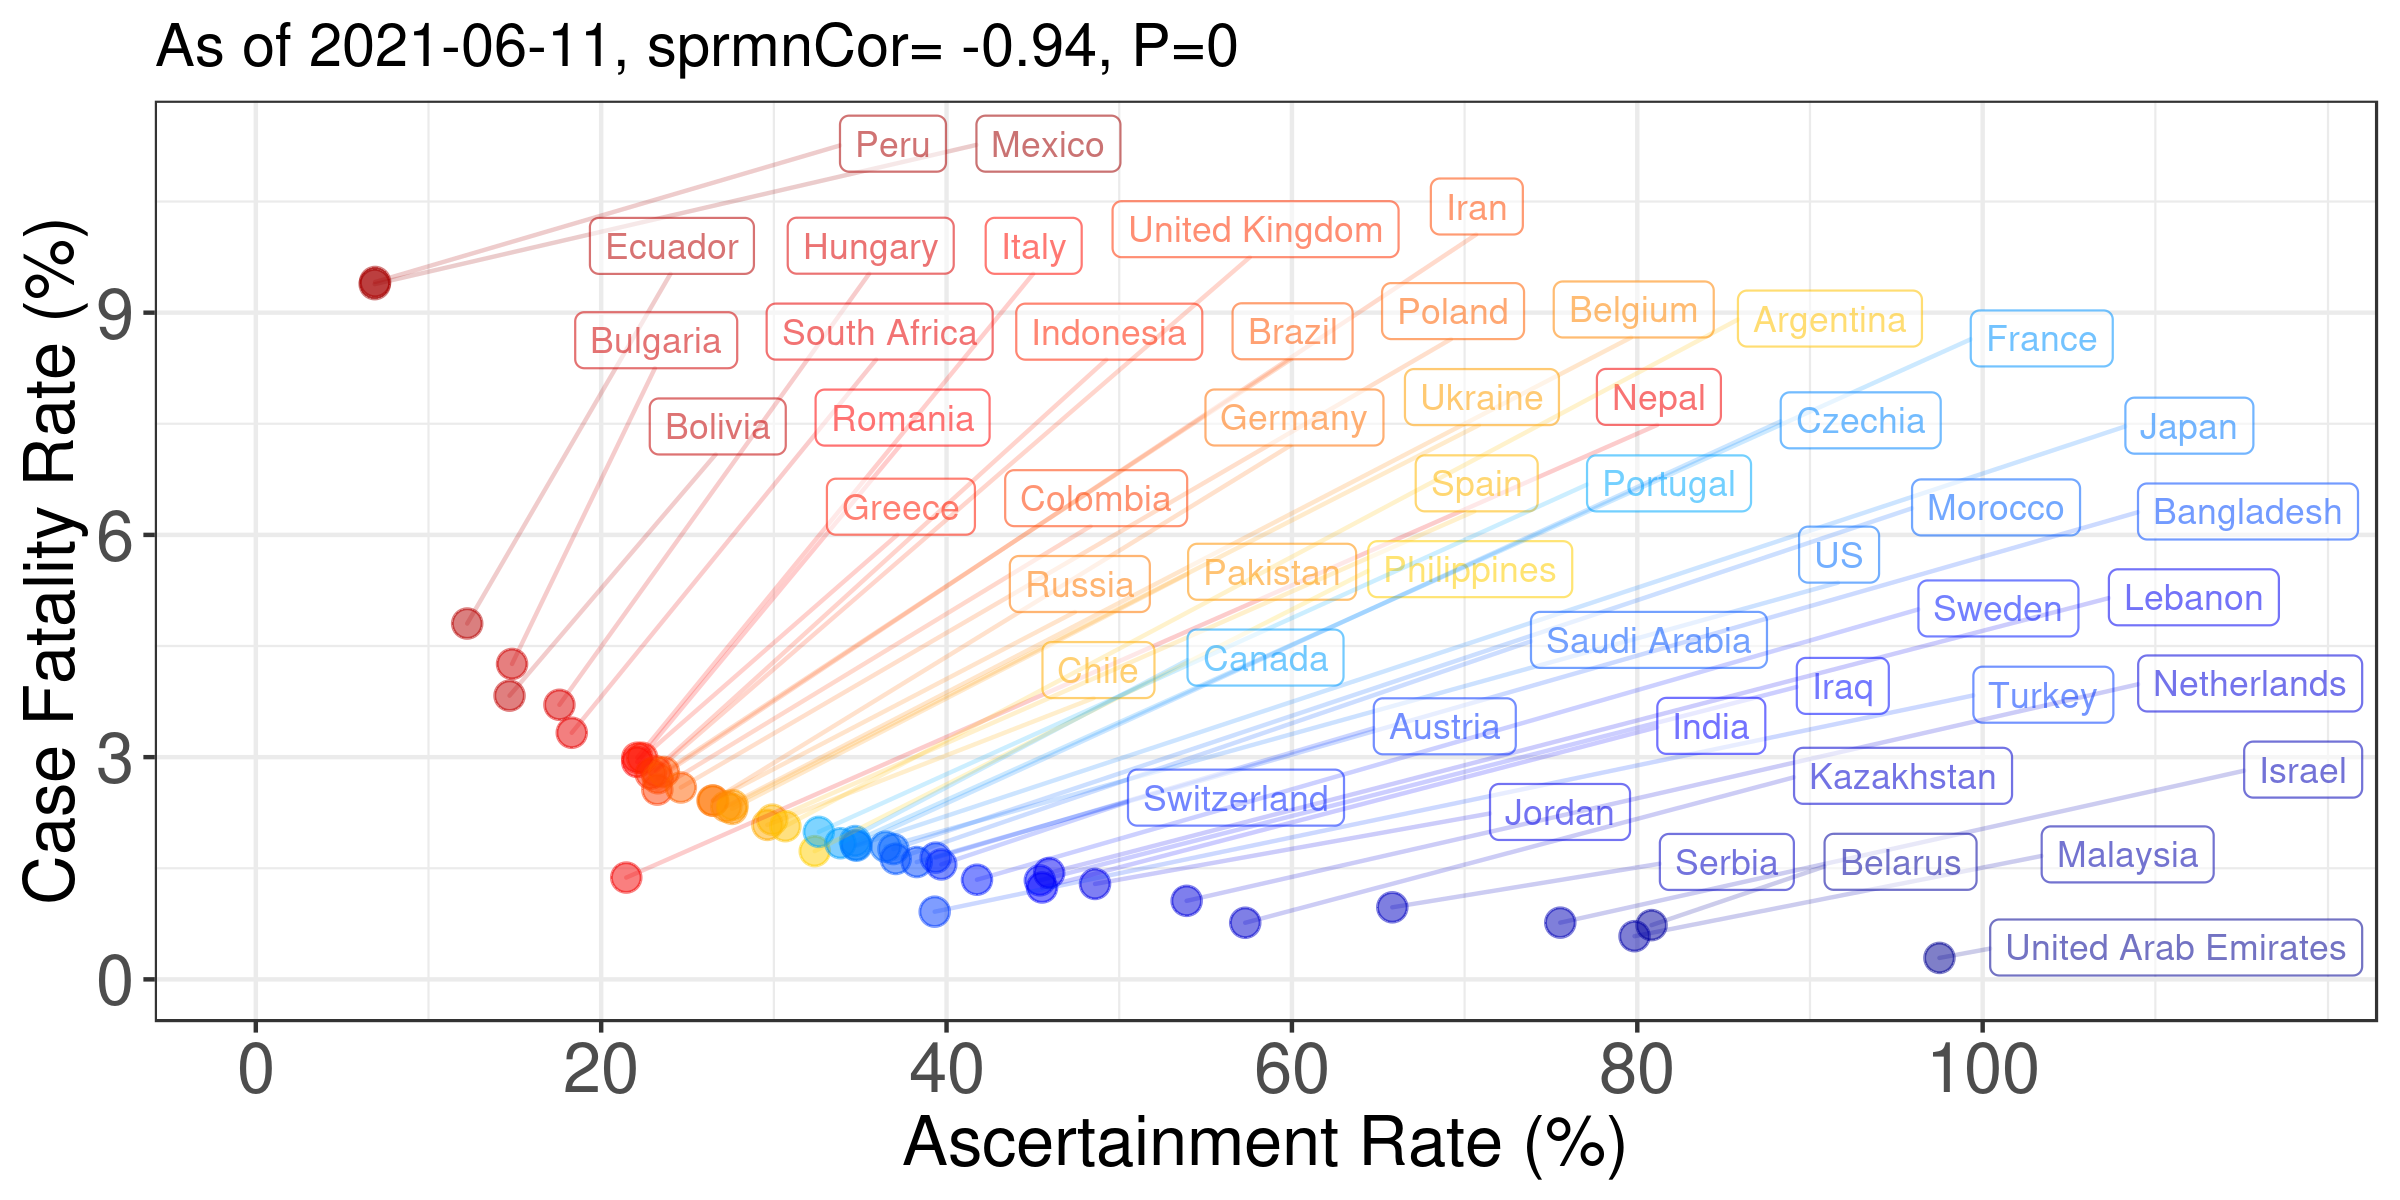 As of 2021-06-11, sprmnCor= -0.94, P=0
Case Fatality Rate (%)
9
6
3
0
Peru
Mexico
Iran
United Kingdom
Ecuador
Hungary
Italy
Bulgaria
South Africa
Indonesia
Brazil
Poland
Belgium
Argentina
France
Bolivia
Romania
Germany
Ukraine
Nepal
Czechia
Japan
Greece
Colombia
Spain
Portugal
Morocco
Bangladesh
Russia
Pakistan
Philippines
US
Chile
Canada
Saudi Arabia
Sweden
Lebanon
Austria
India
Iraq
Turkey
Netherlands
Switzerland
Jordan
Kazakhstan
Israel
Serbia
Belarus
Malaysia
United Arab Emirates
0
20
40
60
80
100
Ascertainment Rate (%)